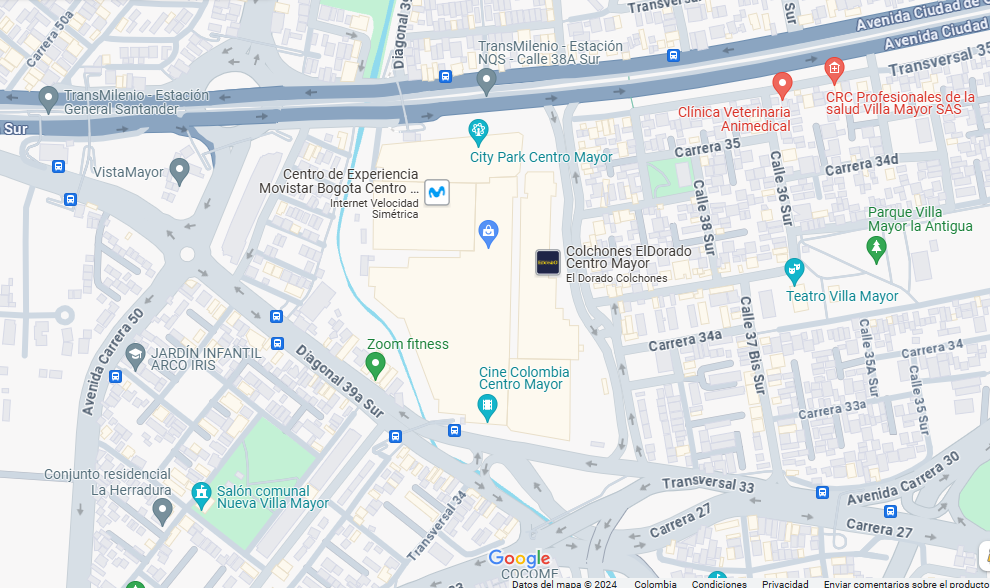 Carrera 50a
Diagonal 39
Transversal
Sur
Avenida Ciudad de
Avenida Ciudad
Transversal 35
TransMilenio - Estación
NQS - Calle 38A Sur
TransMilenio - Estación
General Santander
Sur
Clínica Veterinaria
Animedical
CRC Profesionales de la
salud Villa Mayor SAS
City Park Centro Mayor
Carrera 35
Calle 36 Sur
Carrera 34d
VistaMayor
Centro de Experiencia
Movistar Bogota Centro ...
Internet Velocidad
Simétrica
Calle 38 Sur
Parque Villa
Mayor la Antigua
Colchones ElDorado
Centro Mayor
El Dorado Colchones
ELDORADO
Teatro Villa Mayor
Avenida Carrera 50
JARDÍN INFANTIL
ARCO IRIS
Zoom fitness
Diagonal 39a Sur
Cine Colombia
Centro Mayor
Carrera 34a
Calle 37 Bis Sur
Calle 35A Sur
Carrera 34
Calle 35 Sur
Carrera 33a
Conjunto residencial
La Herradura
Salón comunal
Nueva Villa Mayor
Transversal 34
Transversal 33
Avenida Carrera 30
Carrera 27
Carrera 27
Google
COCOME
Datos del mapa © 2024
Colombia
Condiciones
Privacidad
Enviar comentarios sobre el producto